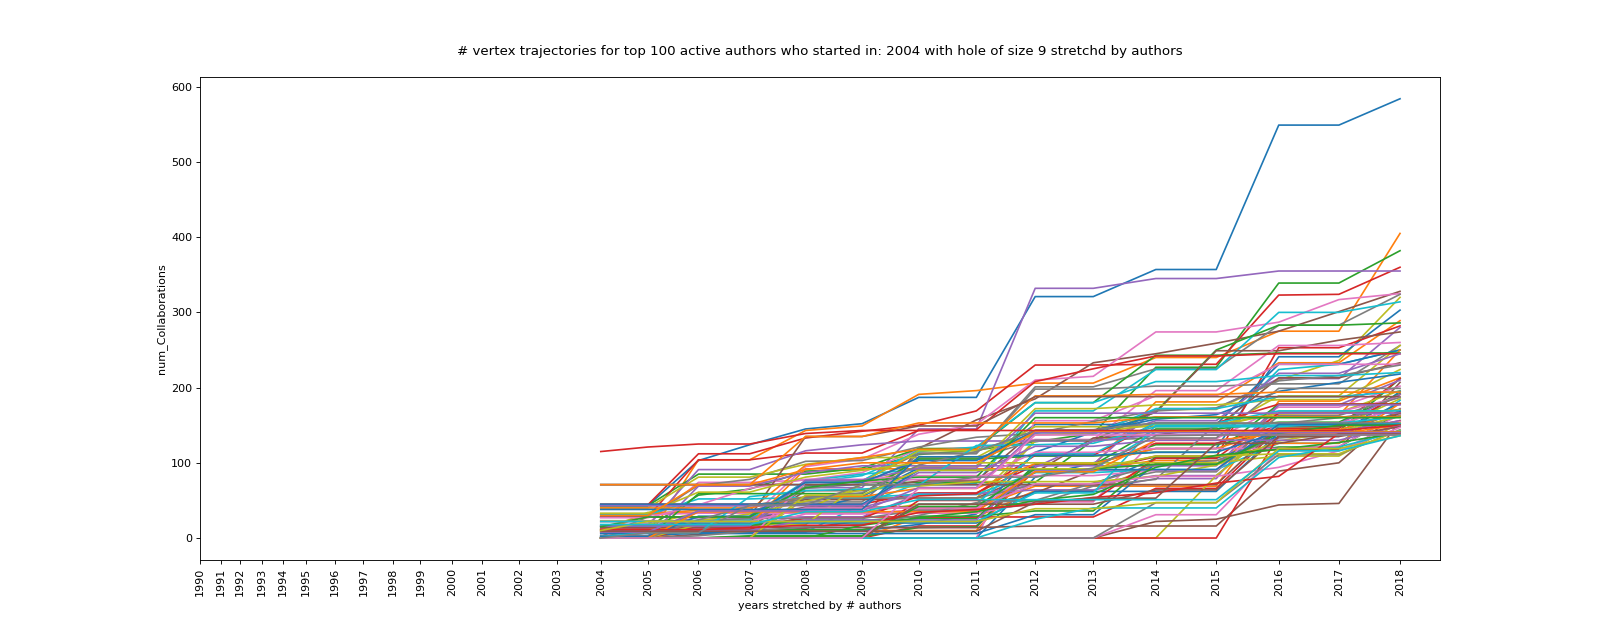 # vertex trajectories for top 100 active authors who started in: 2004 with hole of size 9 stretchd by authors
num_Collaborations
600
500
400
300
200
100
0
1990 1991 1992 1993 1994 1995 1996 1997 1998 1999 2000 2001 2002 2003 2004 2005 2006 2007 2008 2009 2010 2011 2012 2013 2014 2015 2016 2017 2018
years stretched by # authors